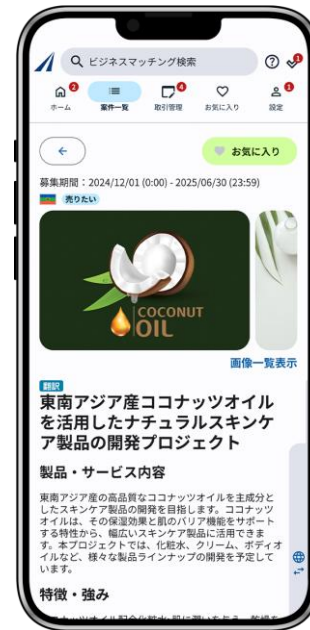 ビジネスマッチング検索
2
4
6
ホーム
案件一覧
取引管理
お気に入り
設定
お気に入り
募集期間：2024/12/01 (0:00) - 2025/06/30 (23:59)
売りたい
COCONUT
OIL
画像一覧表示
翻訳
東南アジア産ココナッツオイル
を活用したナチュラルスキンケ
ア製品の開発プロジェクト
製品・サービス内容
東南アジア産の高品質なココナッツオイルを主成分と
したスキンケア製品の開発を目指します。ココナッツ
オイルは、その保湿効果と肌のバリア機能をサポート
する特性から、幅広いスキンケア製品に活用できま
す。本プロジェクトでは、化粧水、クリーム、ボディオ
イルなど、様々な製品ラインナップの開発を予定して
います。
特徴・強み